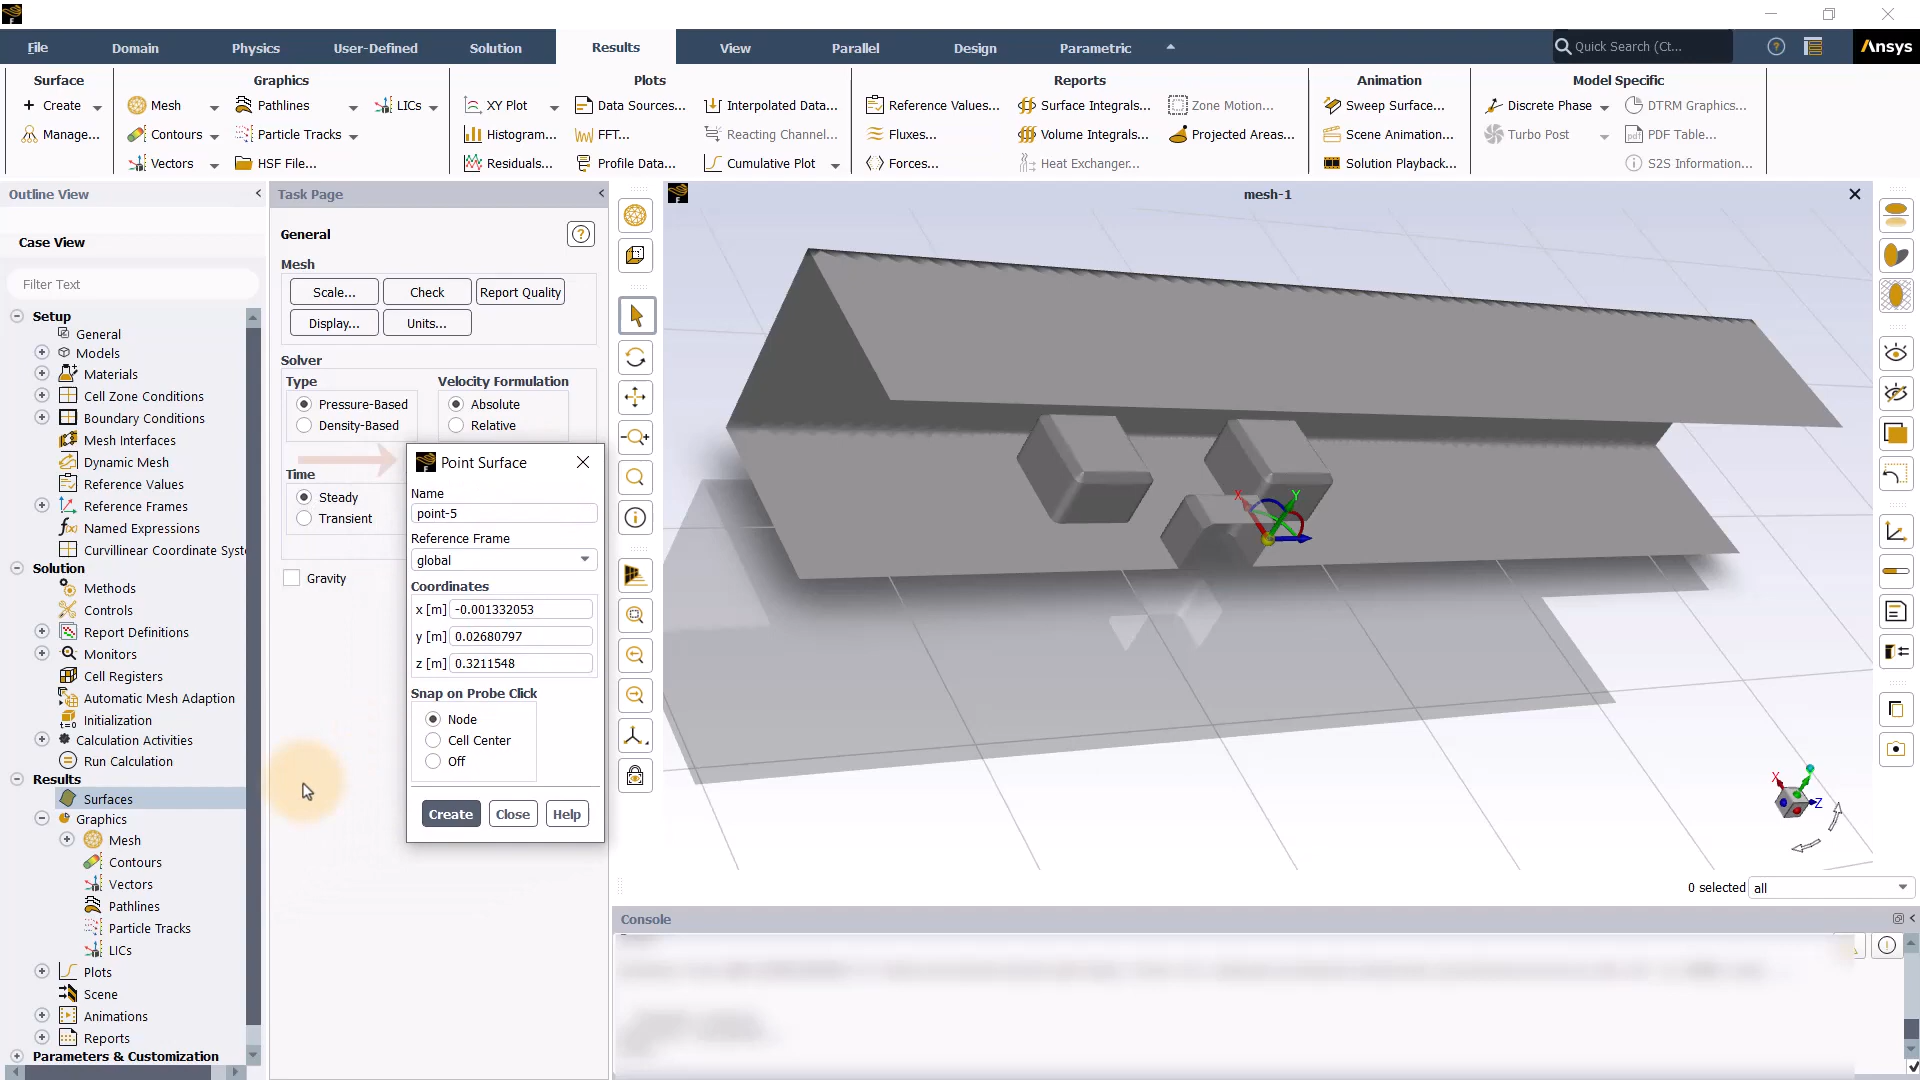 File
Domain
Physics
User-Defined
Solution
Results
View
Parallel
Design
Parametric
Quick Search (Ct...
Ansys
Surface
Create
Manage...
Graphics
Mesh
Pathlines
LICs
Contours
Particle Tracks
Vectors
HSF File...
Plots
XY Plot
Data Sources...
Interpolated Data...
Histogram...
FFT...
Reacting Channel...
Residuals...
Profile Data...
Cumulative Plot
Reports
Reference Values...
Surface Integrals...
Zone Motion...
Fluxes...
Volume Integrals...
Projected Areas...
Forces...
Heat Exchanger...
Animation
Sweep Surface...
Scene Animation...
Solution Playback...
Model Specific
Discrete Phase
DTRM Graphics...
Turbo Post
PDF Table...
S2S Information...
Outline View
Case View
Filter Text
Setup
General
Models
Materials
Cell Zone Conditions
Boundary Conditions
Mesh Interfaces
Dynamic Mesh
Reference Values
Reference Frames
Named Expressions
Curvillinear Coordinate Syst
Solution
Methods
Controls
Report Definitions
Monitors
Cell Registers
Automatic Mesh Adaption
Initialization
Calculation Activities
Run Calculation
Results
Surfaces
Graphics
Mesh
Contours
Vectors
Pathlines
Particle Tracks
LICs
Plots
Scene
Animations
Reports
Parameters & Customization
Task Page
General
Mesh
Scale...
Check
Report Quality
Display...
Units...
Solver
Type
Velocity Formulation
Pressure-Based
Absolute
Density-Based
Relative
Time
Steady
Transient
Gravity
Point Surface
Name
point-5
Reference Frame
global
Coordinates
x [m] -0.001332053
y [m] 0.02680797
z [m] 0.3211548
Snap on Probe Click
Node
Cell Center
Off
Create
Close
Help
mesh-1
X
Y
X
Z
0 selected
all
Console